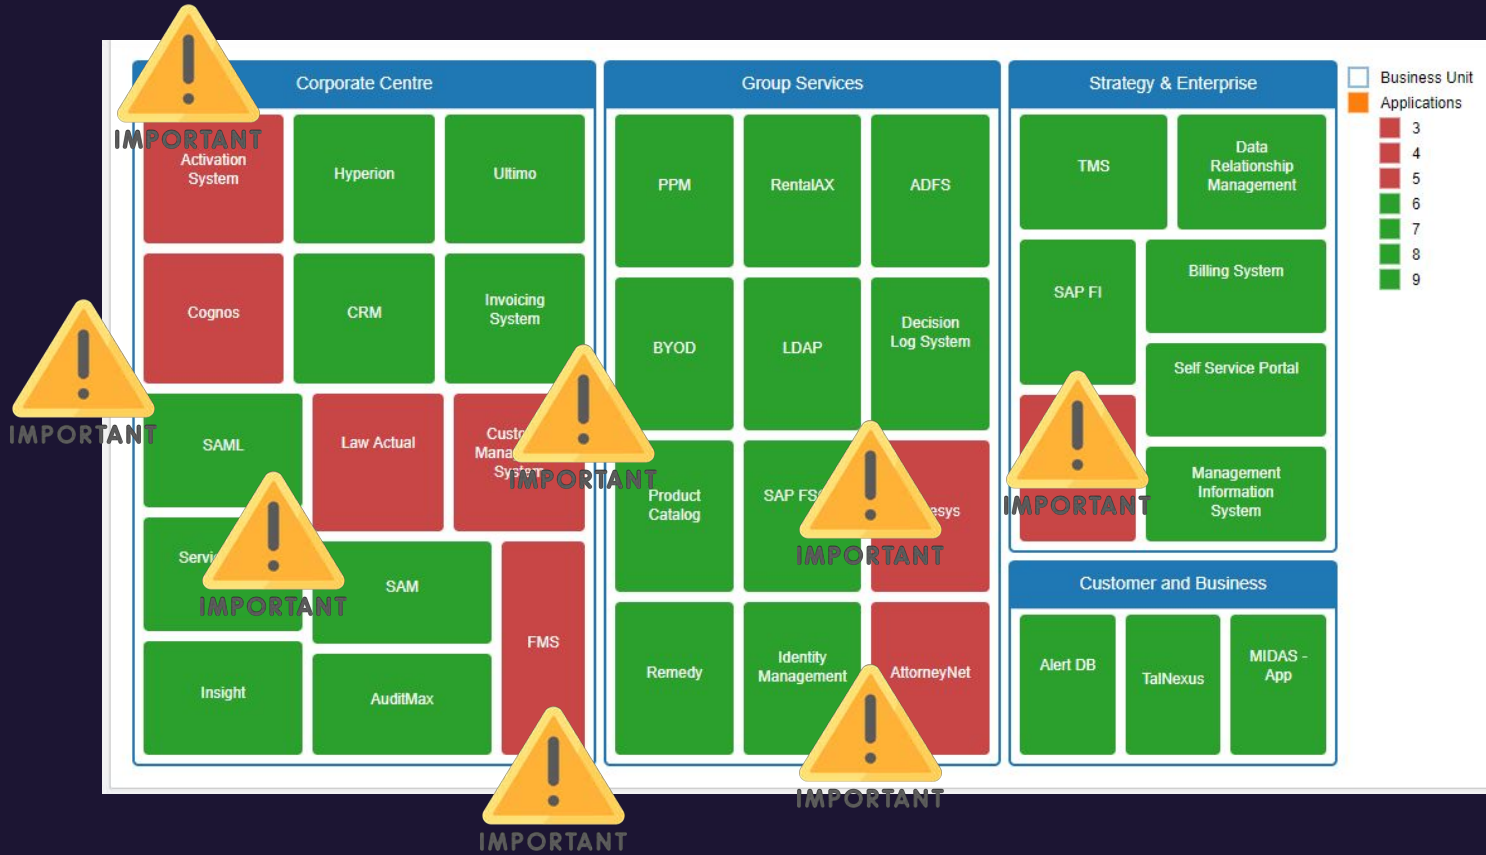 Corporate Centre
Activation
System
Hyperion
Ultimo
Cognos
CRM
Invoicing
System
SAML
Law Actual
System
SAM
FMS
Insight
AuditMax
Group Services
PPM
RentalAX
ADFS
BYOD
LDAP
Decision
Log System
Product
Catalog
SAP
Remedy
Identity
Management
AttorneyNet
Strategy & Enterprise
TMS
Data
Relationship
Management
SAP FI
Billing System
Self Service Portal
Management
Information
System
Customer and Business
Alert DB
TalNexus
MIDAS -
App
Business Unit
Applications
3
4
5
6
7
8
9
IMPORTANT
IMPORTANT
IMPORTANT
IMPORTANT
IMPORTANT
IMPORTANT
IMPORTANT
IMPORTANT